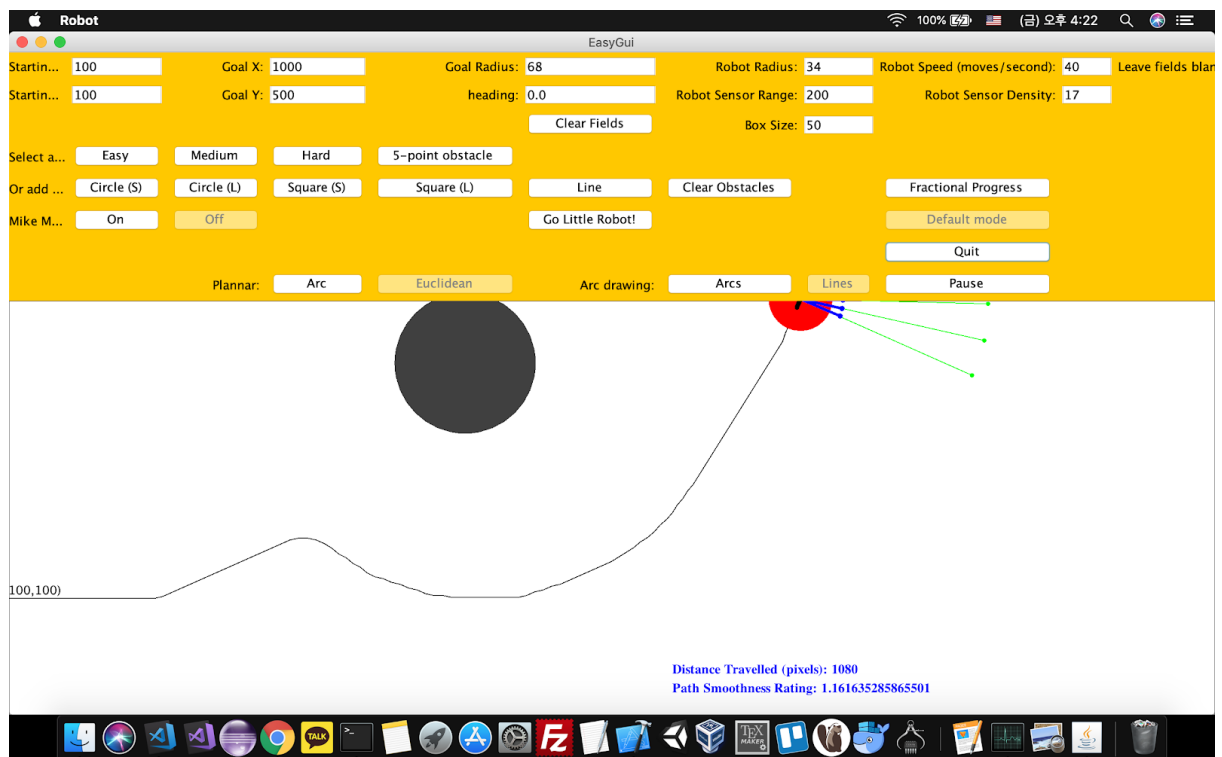 Robot 100% (금) 오후 4:22
EasyGui
Startin... 100 Goal X: 1000 Goal Radius: 68 Robot Radius: 34 Robot Speed (moves/second): 40 Leave fields blan
Startin... 100 Goal Y: 500 heading: 0.0 Robot Sensor Range: 200 Robot Sensor Density: 17
Clear Fields Box Size: 50
Select a... Easy Medium Hard 5-point obstacle
Or add ... Circle (S) Circle (L) Square (S) Square (L) Line Clear Obstacles Fractional Progress
Mike M... On Off Go Little Robot! Default mode
Quit
Plannar: Arc Euclidean Arc drawing: Arcs Lines Pause
100,100)
Distance Travelled (pixels): 1080
Path Smoothness Rating: 1.161635285865501
TALK
TEX
MAKER